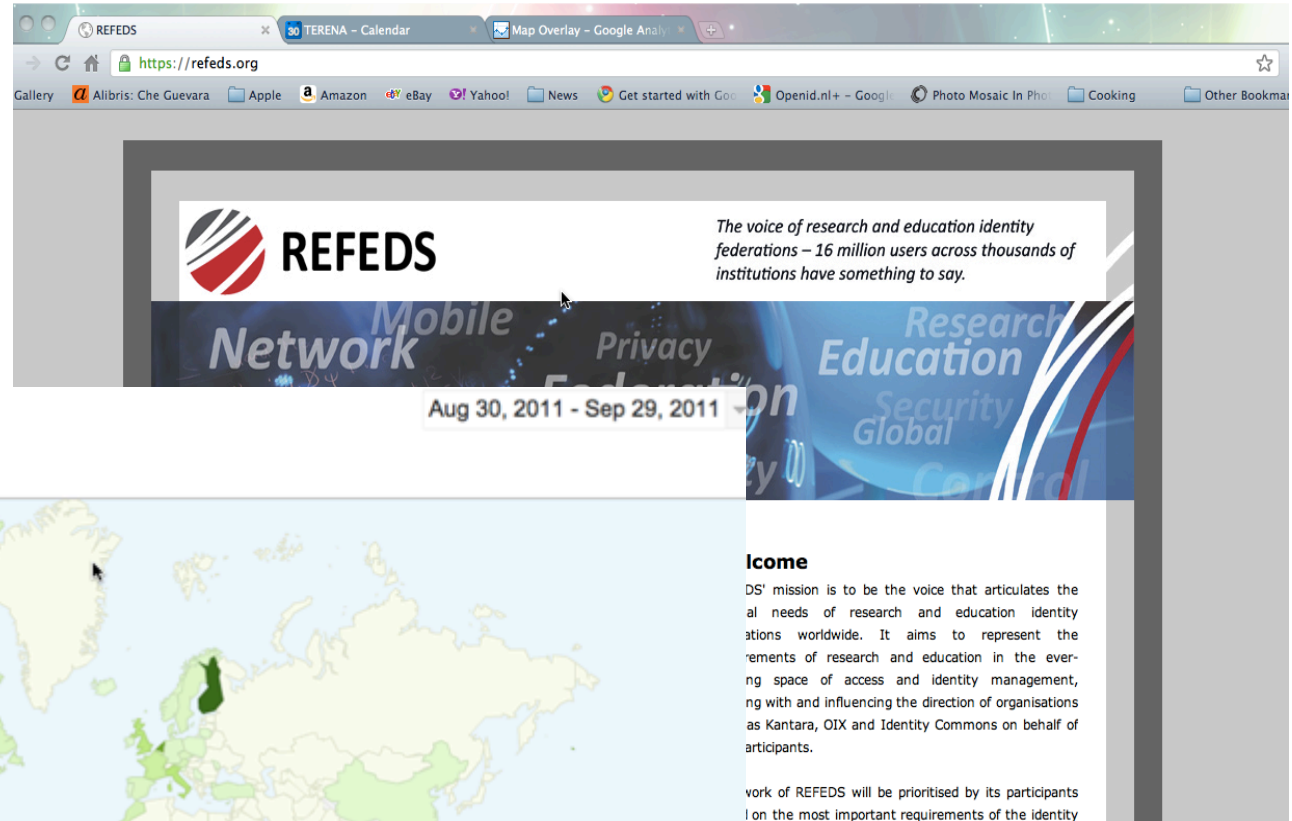 REFEDS
30 TERENA – Calendar
Map Overlay – Google Analy
https://refeds.org
Gallery
a Alibris: Che Guevara
Apple
a Amazon
eBay
Yahoo!
News
Get started with Goo
Openid.nl+ – Google
Photo Mosaic In Pho
Cooking
Other Bookmar
REFEDS
The voice of research and education identity
federations – 16 million users across thousands of
institutions have something to say.
Mobile
Network
Privacy
Research
Education
Security
Global
Control
Aug 30, 2011 - Sep 29, 2011
lcome
DS' mission is to be the voice that articulates the
al needs of research and education identity
ations worldwide. It aims to represent the
rements of research and education in the ever-
ng space of access and identity management,
ng with and influencing the direction of organisations
as Kantara, OIX and Identity Commons on behalf of
articipants.
work of REFEDS will be prioritised by its participants
on the most important requirements of the identity